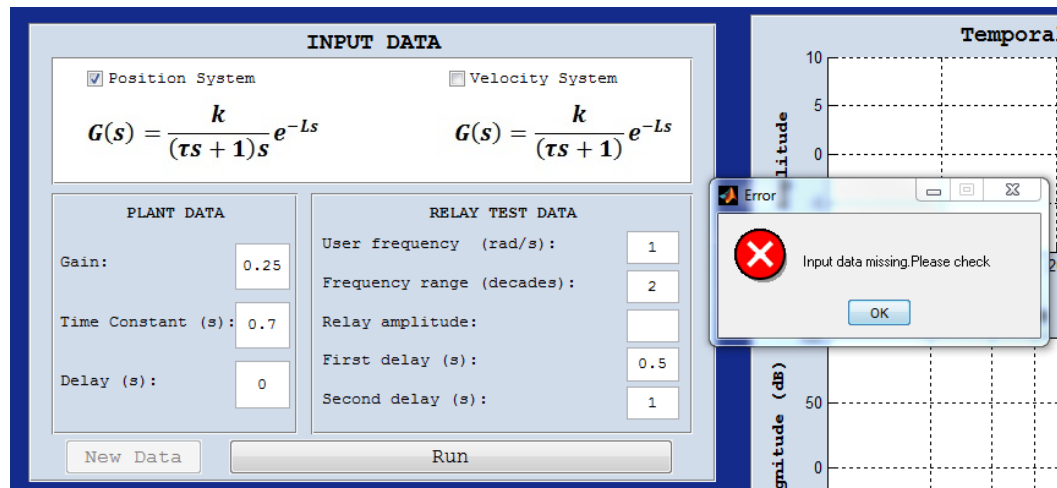 INPUT DATA
Position System
Velocity System
G(s) = k / (τs + 1)s e^-Ls
G(s) = k / (τs + 1) e^-Ls
PLANT DATA
Gain: 0.25
Time Constant (s): 0.7
Delay (s): 0
RELAY TEST DATA
User frequency (rad/s): 1
Frequency range (decades): 2
Relay amplitude:
First delay (s): 0.5
Second delay (s): 1
New Data
Run
Tempora
10
5
0
litude
Error
Input data missing.Please check
OK
50
0
gnitude (dB)